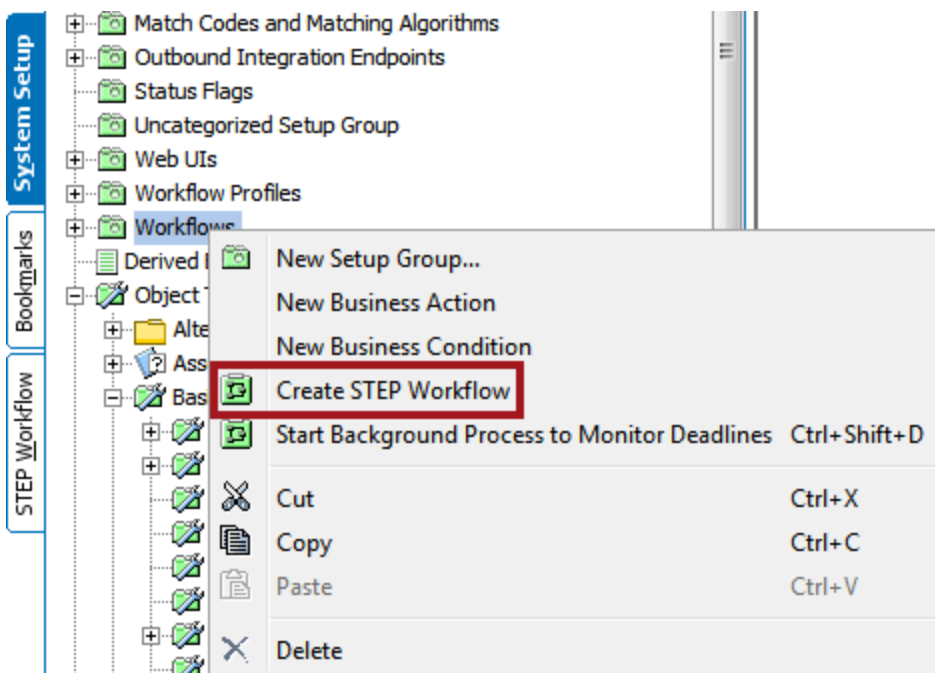 System Setup
Bookmarks
STEP Workflow
Match Codes and Matching Algorithms
Outbound Integration Endpoints
Status Flags
Uncategorized Setup Group
Web UIs
Workflow Profiles
Workflows
Derived
Object
New Setup Group...
New Business Action
New Business Condition
Create STEP Workflow
Start Background Process to Monitor Deadlines Ctrl+Shift+D
Cut Ctrl+X
Copy Ctrl+C
Paste Ctrl+V
Delete